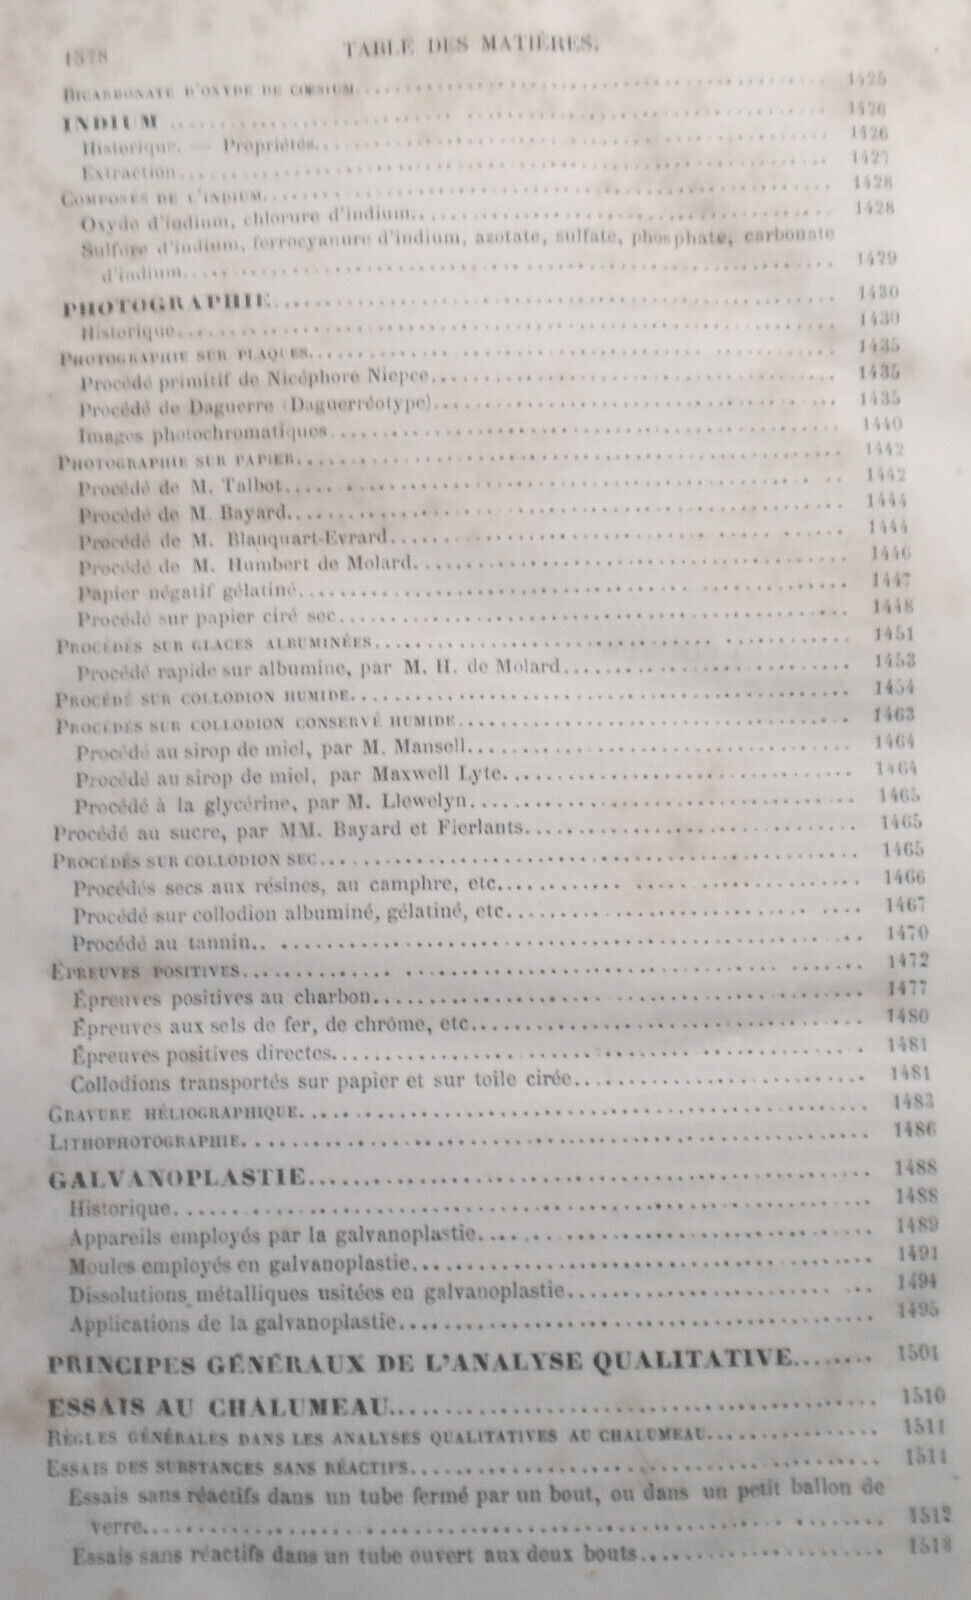 1578 TABLE DES MATIÈRES.
BICARBONATE D'OXYDE DE COESIUM 1425
INDIUM 1426
Historique. — Propriétés 1426
Extraction 1427
COMPOSÉS DE L'INDIUM 1428
Oxyde d'indium, chlorure d'indium 1428
Sulfure d'indium, ferrocyanure d'indium, azotate, sulfate, phosphate, carbonate
d'indium 1429
PHOTOGRAPHIE 1430
Historique 1430
PHOTOGRAPHIE SUR PLAQUES 1435
Procédé primitif de Nicéphore Niepce 1435
Procédé de Daguerre (Daguerréotype) 1435
Images photochromatiques 1440
PHOTOGRAPHIE SUR PAPIER 1442
Procédé de M. Talbot 1442
Procédé de M. Bayard 1444
Procédé de M. Blanquart-Evrard 1444
Procédé de M. Humbert de Molard 1446
Papier négatif gélatiné 1447
Procédé sur papier ciré sec 1448
PROCÉDÉS SUR GLACES ALBUMINÉES 1451
Procédé rapide sur albumine, par M. H. de Molard 1453
PROCÉDÉ SUR COLLODION HUMIDE 1454
PROCÉDÉS SUR COLLODION CONSERVÉ HUMIDE 1463
Procédé au sirop de miel, par M. Mansell 1464
Procédé au sirop de miel, par Maxwell Lyte 1464
Procédé à la glycérine, par M. Llewelyn 1465
Procédé au sucre, par MM. Bayard et Fierlants 1465
PROCÉDÉS SUR COLLODION SEC 1465
Procédés secs aux résines, au camphre, etc 1466
Procédé sur collodion albuminé, gélatiné, etc 1467
Procédé au tannin 1470
ÉPREUVES POSITIVES 1472
Épreuves positives au charbon 1477
Épreuves aux sels de fer, de chrôme, etc 1480
Épreuves positives directes 1481
Collodions transportés sur papier et sur toile cirée 1481
GRAVURE HÉLIOGRAPHIQUE 1483
LITHOPHOTOGRAPHIE 1486
GALVANOPLASTIE 1488
Historique 1488
Appareils employés par la galvanoplastie 1489
Moules employés en galvanoplastie 1491
Dissolutions métalliques usitées en galvanoplastie 1494
Applications de la galvanoplastie 1495
PRINCIPES GÉNÉRAUX DE L'ANALYSE QUALITATIVE 1501
ESSAIS AU CHALUMEAU 1510
RÈGLES GÉNÉRALES DANS LES ANALYSES QUALITATIVES AU CHALUMEAU 1511
ESSAIS DES SUBSTANCES SANS RÉACTIFS 1511
Essais sans réactifs dans un tube fermé par un bout, ou dans un petit ballon de
verre 1512
Essais sans réactifs dans un tube ouvert aux deux bouts 1513